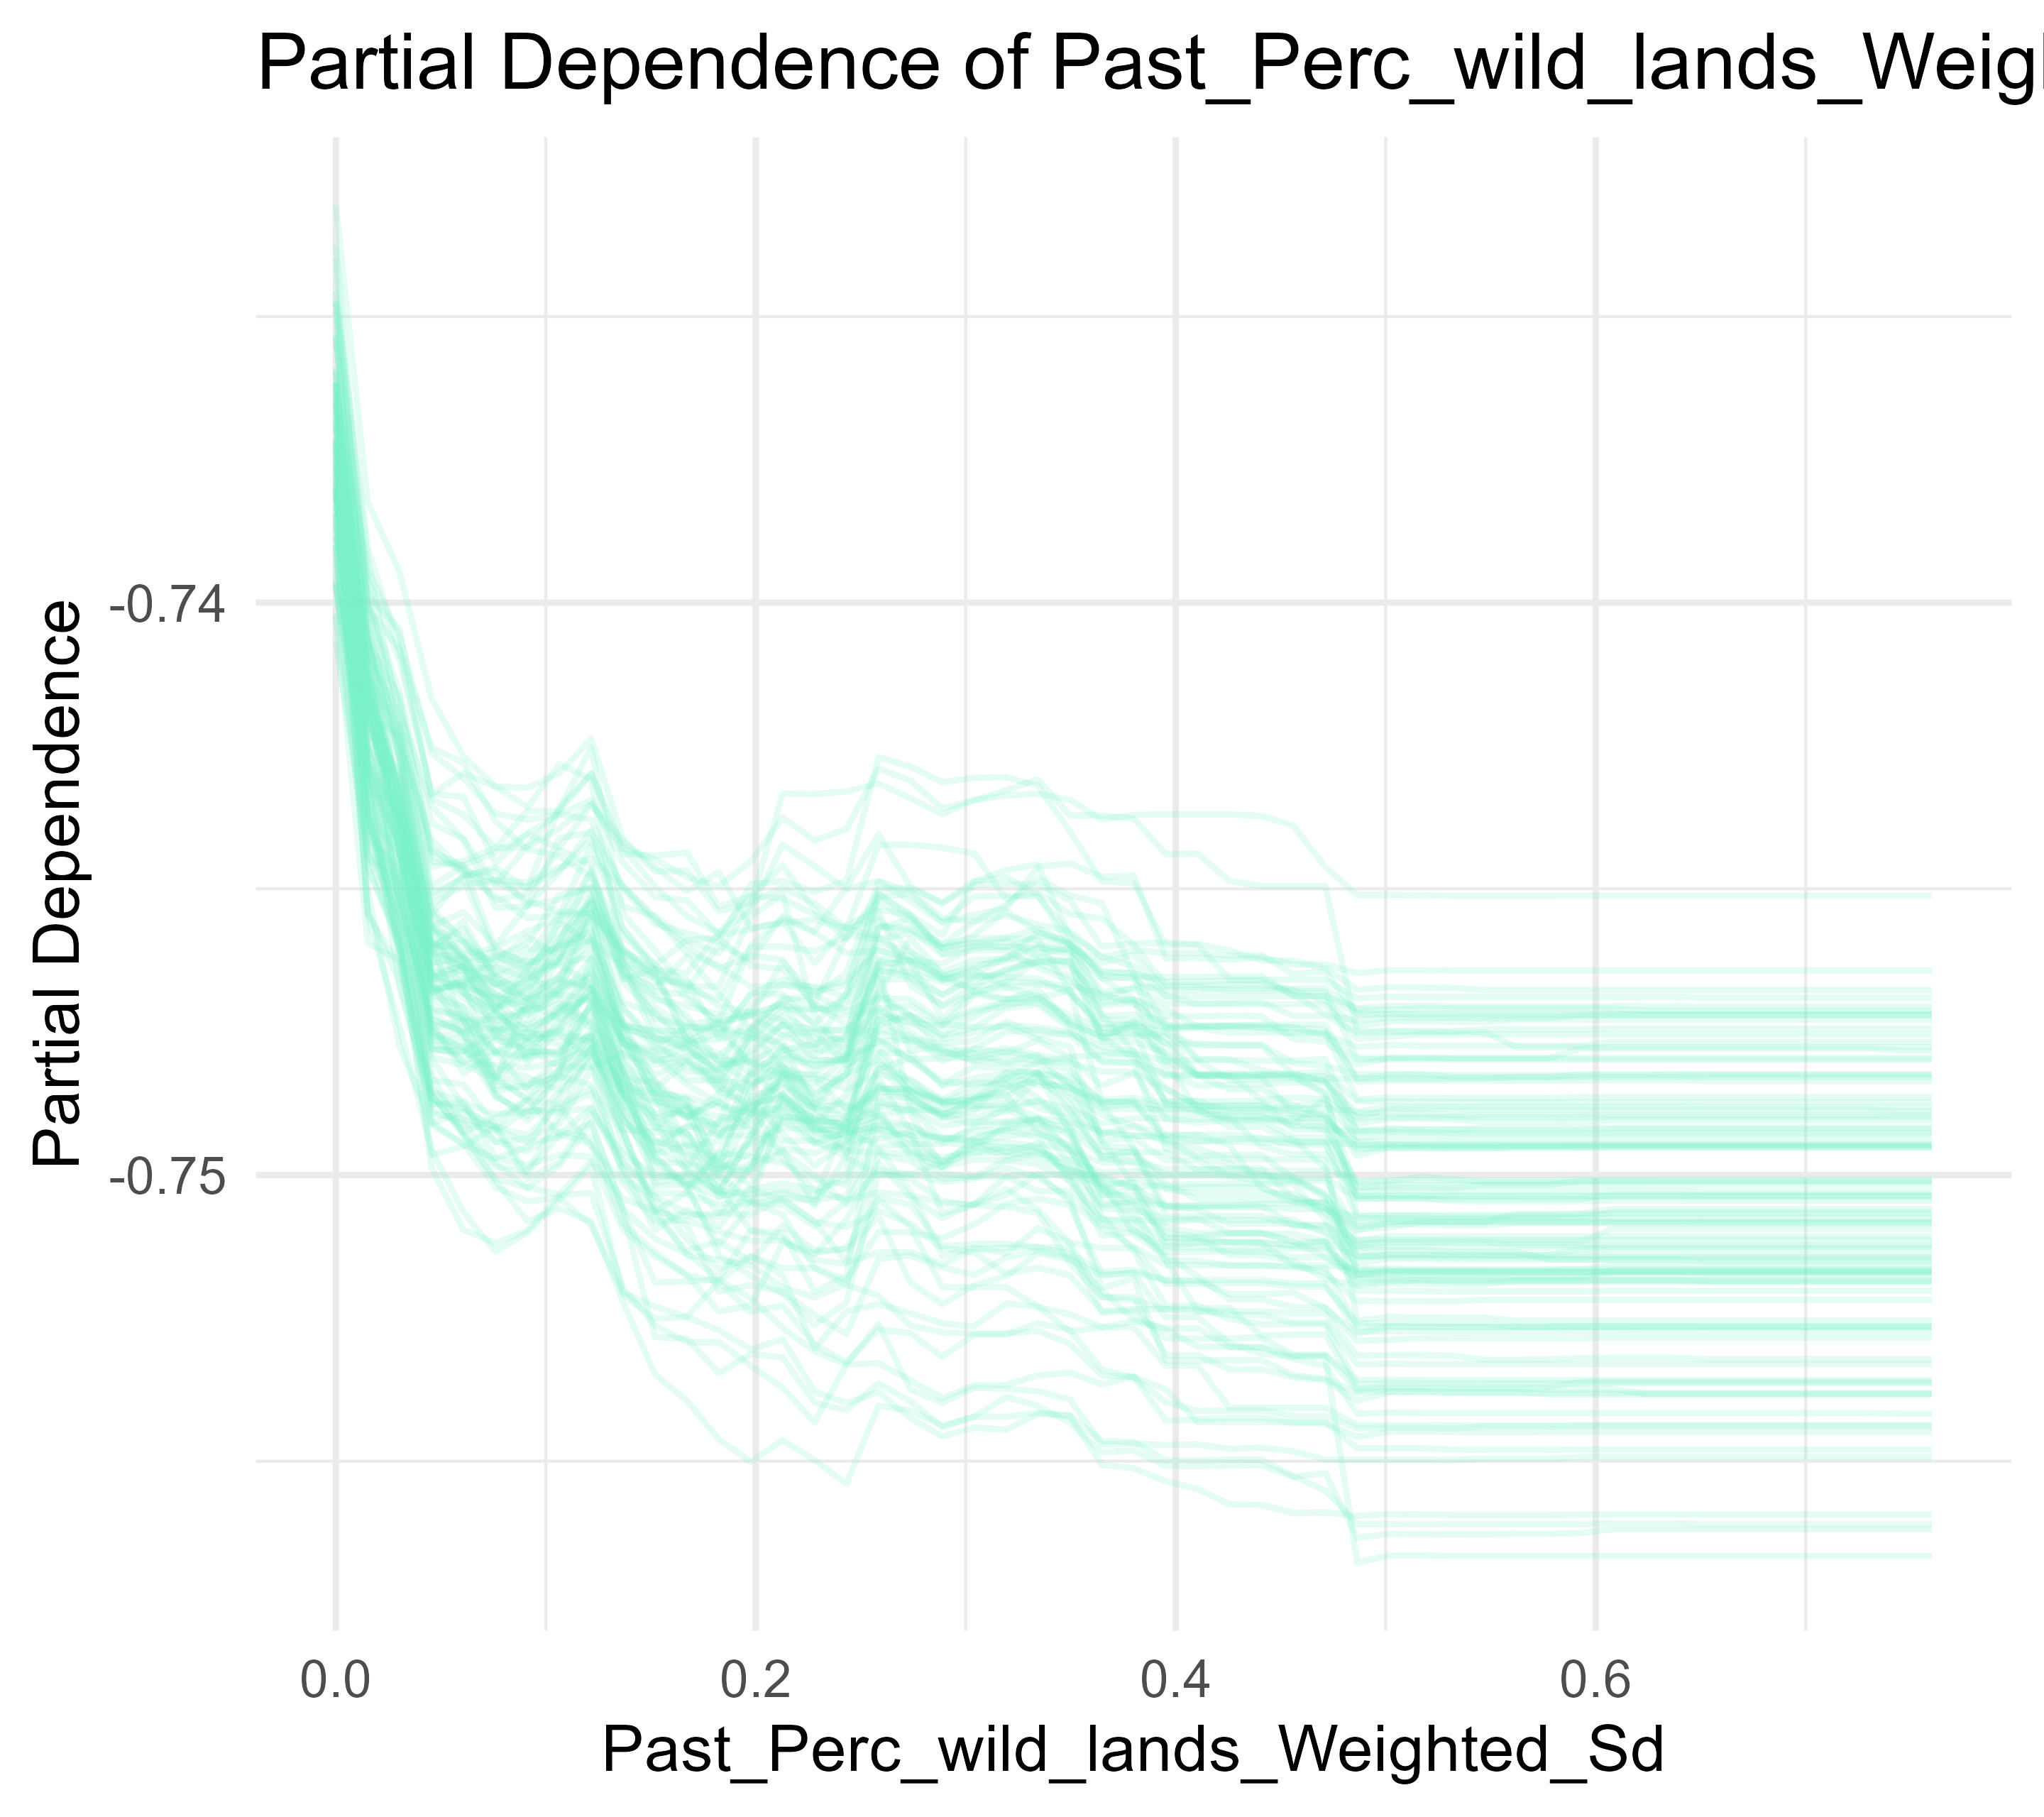 Partial Dependence of Past_Perc_wild_lands_Weig
Partial Dependence
-0.74
-0.75
0.0 0.2 0.4 0.6
Past_Perc_wild_lands_Weighted_Sd